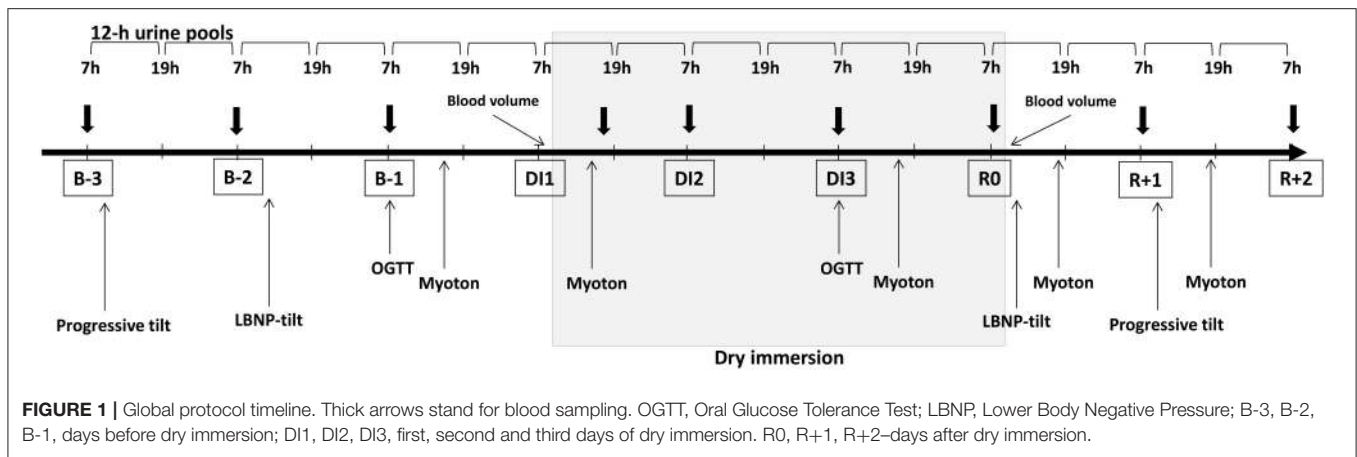 12-h urine pools
7h 19h 7h 19h 7h 19h 7h 19h 7h 19h 7h 19h 7h 19h 7h 19h 7h
Blood volume Blood volume
B-3 B-2 B-1 DI1 DI2 DI3 R0 R+1 R+2
OGTT Myoton Myoton OGTT Myoton Myoton Myoton
Progressive tilt LBNP-tilt LBNP-tilt Progressive tilt
Dry immersion
FIGURE 1 | Global protocol timeline. Thick arrows stand for blood sampling. OGTT, Oral Glucose Tolerance Test; LBNP, Lower Body Negative Pressure; B-3, B-2,
B-1, days before dry immersion; DI1, DI2, DI3, first, second and third days of dry immersion. R0, R+1, R+2–days after dry immersion.